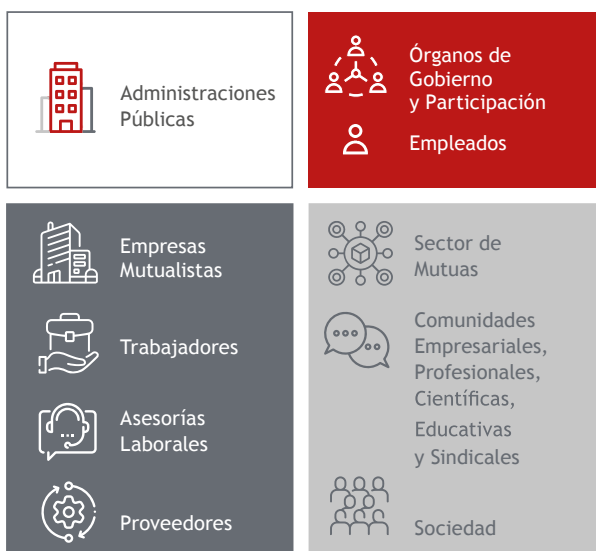 Administraciones
Públicas
Órganos de
Gobierno
y Participación
Empleados
Empresas
Mutualistas
Trabajadores
Asesorías
Laborales
Proveedores
Sector de
Mutuas
Comunidades
Empresariales,
Profesionales,
Científicas,
Educativas
y Sindicales
Sociedad